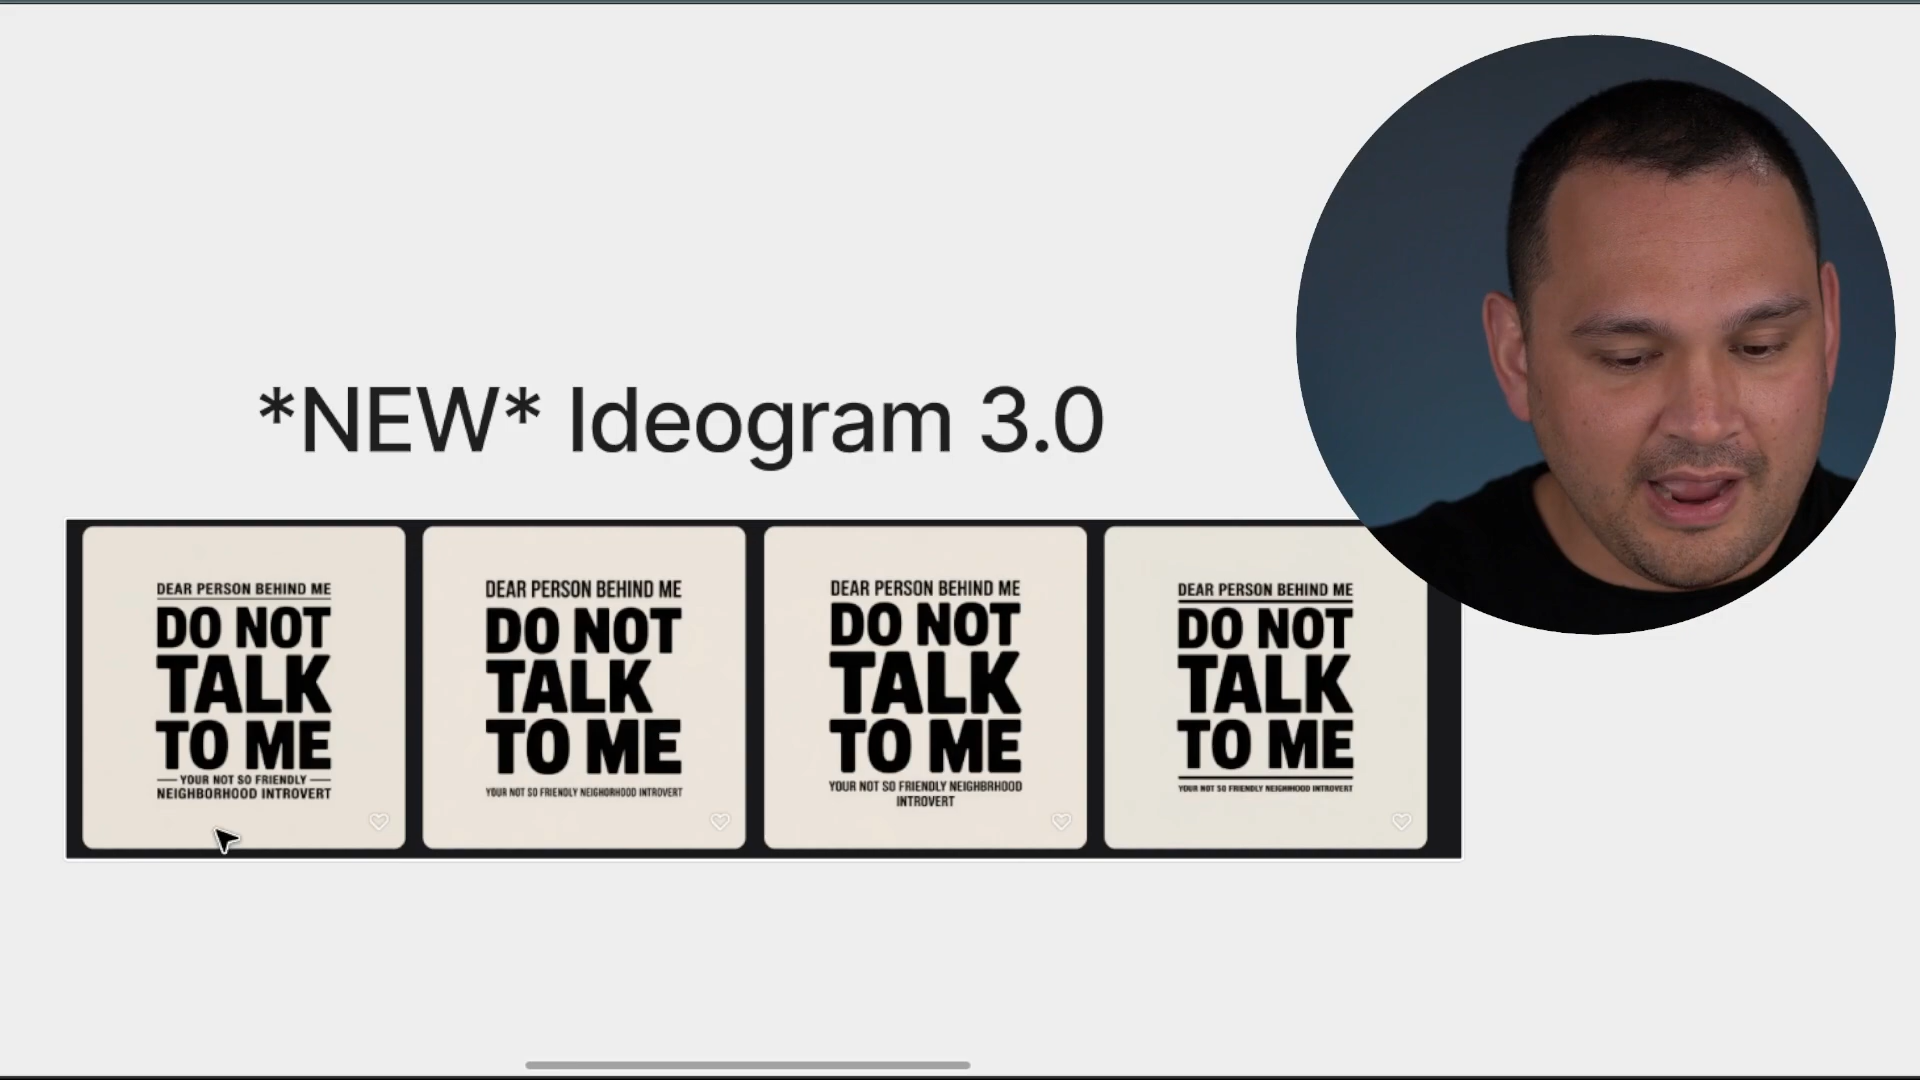 *NEW* Ideogram 3.0
DEAR PERSON BEHIND ME
DO NOT
TALK
TO ME
YOUR NOT SO FRIENDLY
NEIGHBORHOOD INTROVERT
DEAR PERSON BEHIND ME
DO NOT
TALK
TO ME
YOUR NOT SO FRIENDLY NEIGHORHOOD INTROVERT
DEAR PERSON BEHIND ME
DO NOT
TALK
TO ME
YOUR NOT SO FRIENDLY NEIGHBRHOOD
INTROVERT
DEAR PERSON BEHIND ME
DO NOT
TALK
TO ME
YOUR NOT SO FRIENDLY INTROVERT